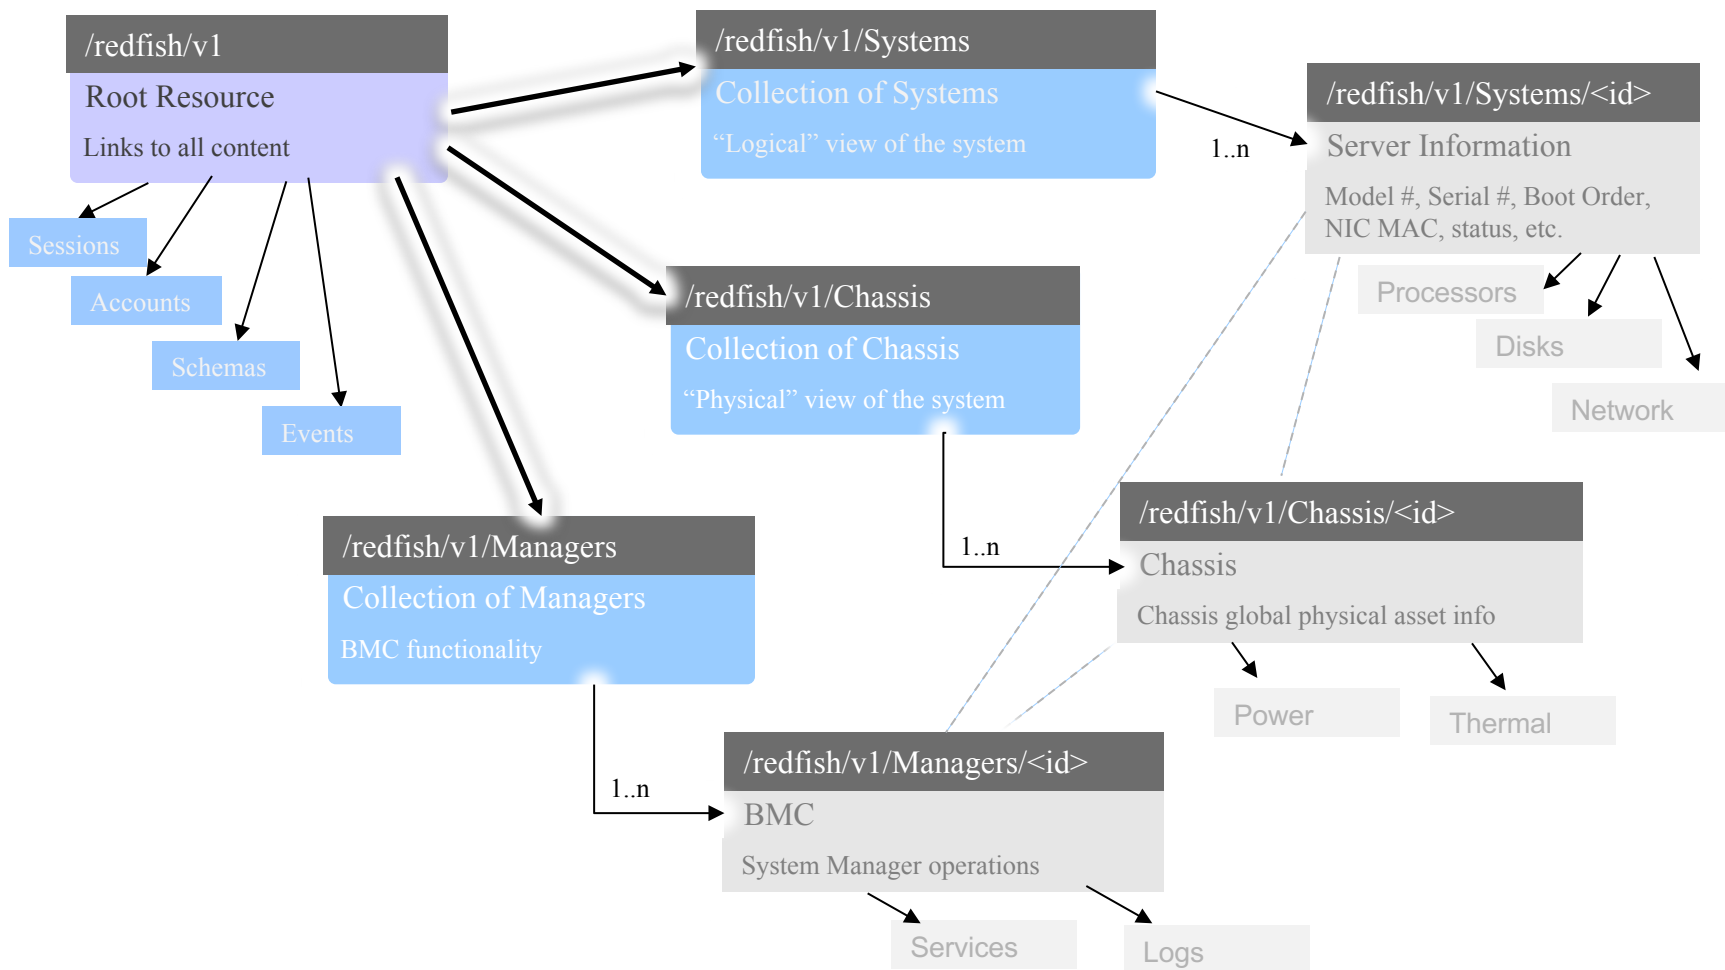 /redfish/v1
Root Resource
Links to all content
Sessions
Accounts
Schemas
Events
/redfish/v1/Systems
Collection of Systems
“Logical” view of the system
1..n
/redfish/v1/Systems/<id>
Server Information
Model #, Serial #, Boot Order,
NIC MAC, status, etc.
Processors
Disks
Network
/redfish/v1/Chassis
Collection of Chassis
“Physical” view of the system
1..n
/redfish/v1/Chassis/<id>
Chassis
Chassis global physical asset info
Power
Thermal
/redfish/v1/Managers
Collection of Managers
BMC functionality
1..n
/redfish/v1/Managers/<id>
BMC
System Manager operations
Services
Logs